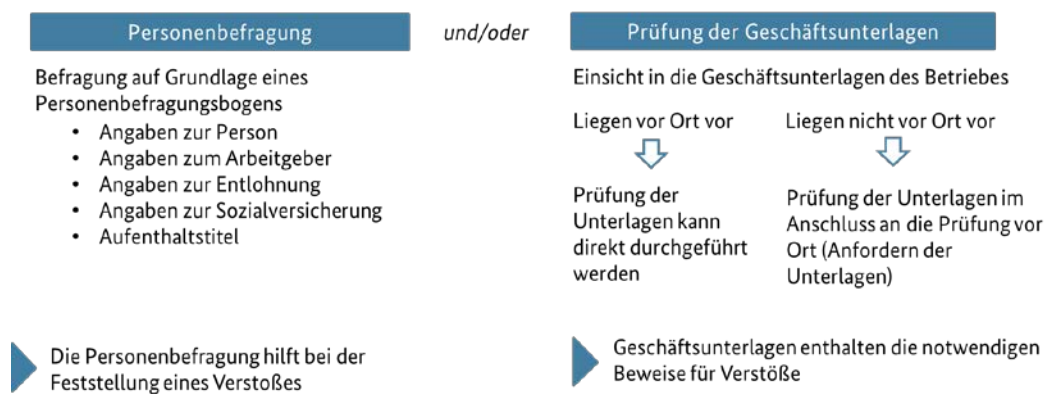 Personenbefragung
und/oder
Prüfung der Geschäftsunterlagen
Befragung auf Grundlage eines
Personenbefragungsbogens
• Angaben zur Person
• Angaben zum Arbeitgeber
• Angaben zur Entlohnung
• Angaben zur Sozialversicherung
• Aufenthaltstitel
Die Personenbefragung hilft bei der
Feststellung eines Verstoßes
Einsicht in die Geschäftsunterlagen des Betriebes
Liegen vor Ort vor
Prüfung der
Unterlagen kann
direkt durchgeführt
werden
Liegen nicht vor Ort vor
Prüfung der Unterlagen im
Anschluss an die Prüfung vor
Ort (Anfordern der
Unterlagen)
Geschäftsunterlagen enthalten die notwendigen
Beweise für Verstöße